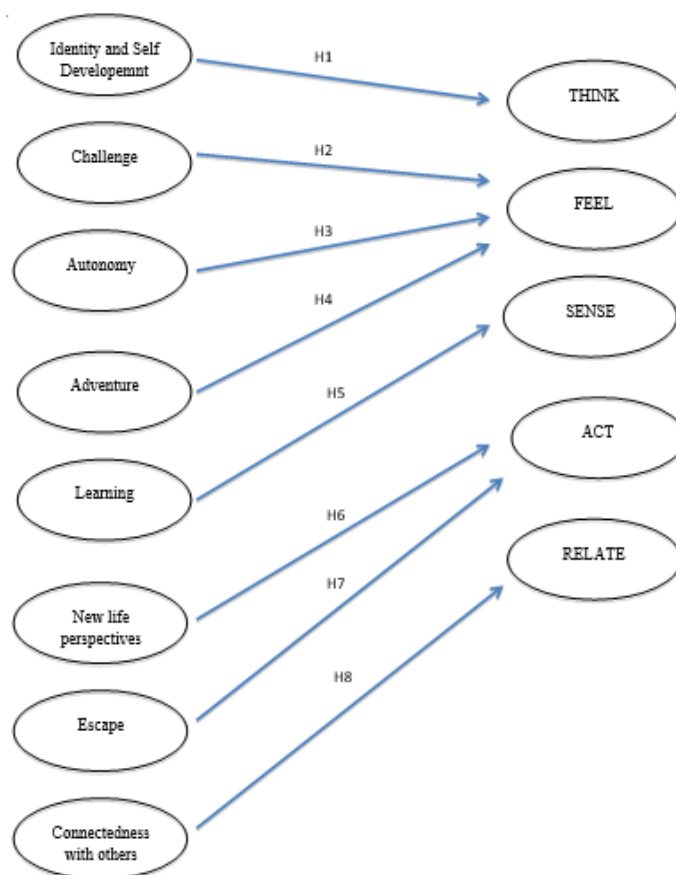 Identity and Self
Developemnt
H1
THINK
Challenge
H2
FEEL
Autonomy
H3
H4
SENSE
Adventure
H5
ACT
Learning
H6
RELATE
New life
perspectives
H7
Escape
H8
Connectedness
with others